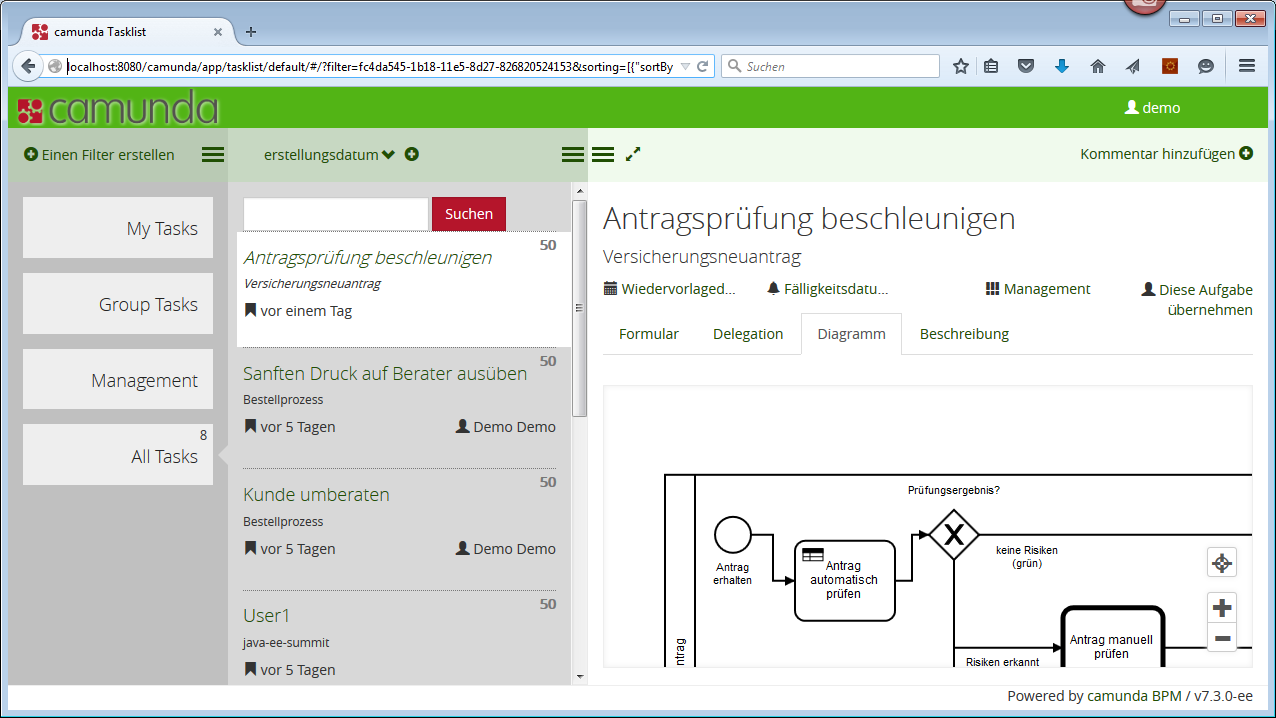 camunda Tasklist
localhost:8080/camunda/app/tasklist/default/#/?filter=fc4da545-1b18-11e5-8d27-826820524153&sorting=[{"sortBy
Suchen
camunda
demo
Einen Filter erstellen
erstellungsdatum
Kommentar hinzufügen
My Tasks
Group Tasks
Management
8
All Tasks
Suchen
50
Antragsprüfung beschleunigen
Versicherungsneuantrag
vor einem Tag
50
Sanften Druck auf Berater ausüben
Bestellprozess
vor 5 Tagen Demo Demo
50
Kunde umberaten
Bestellprozess
vor 5 Tagen Demo Demo
50
User1
java-ee-summit
vor 5 Tagen
Antragsprüfung beschleunigen
Versicherungsneuantrag
Wiedervorlaged... Fälligkeitsdatu... Management Diese Aufgabe
übernehmen
Formular Delegation Diagramm Beschreibung
Prüfungsergebnis?
Antrag
erhalten
Antrag
automatisch
prüfen
X
keine Risiken
(grün)
Antrag manuell
prüfen
Risiken erkannt
ntrag
Powered by camunda BPM / v7.3.0-ee